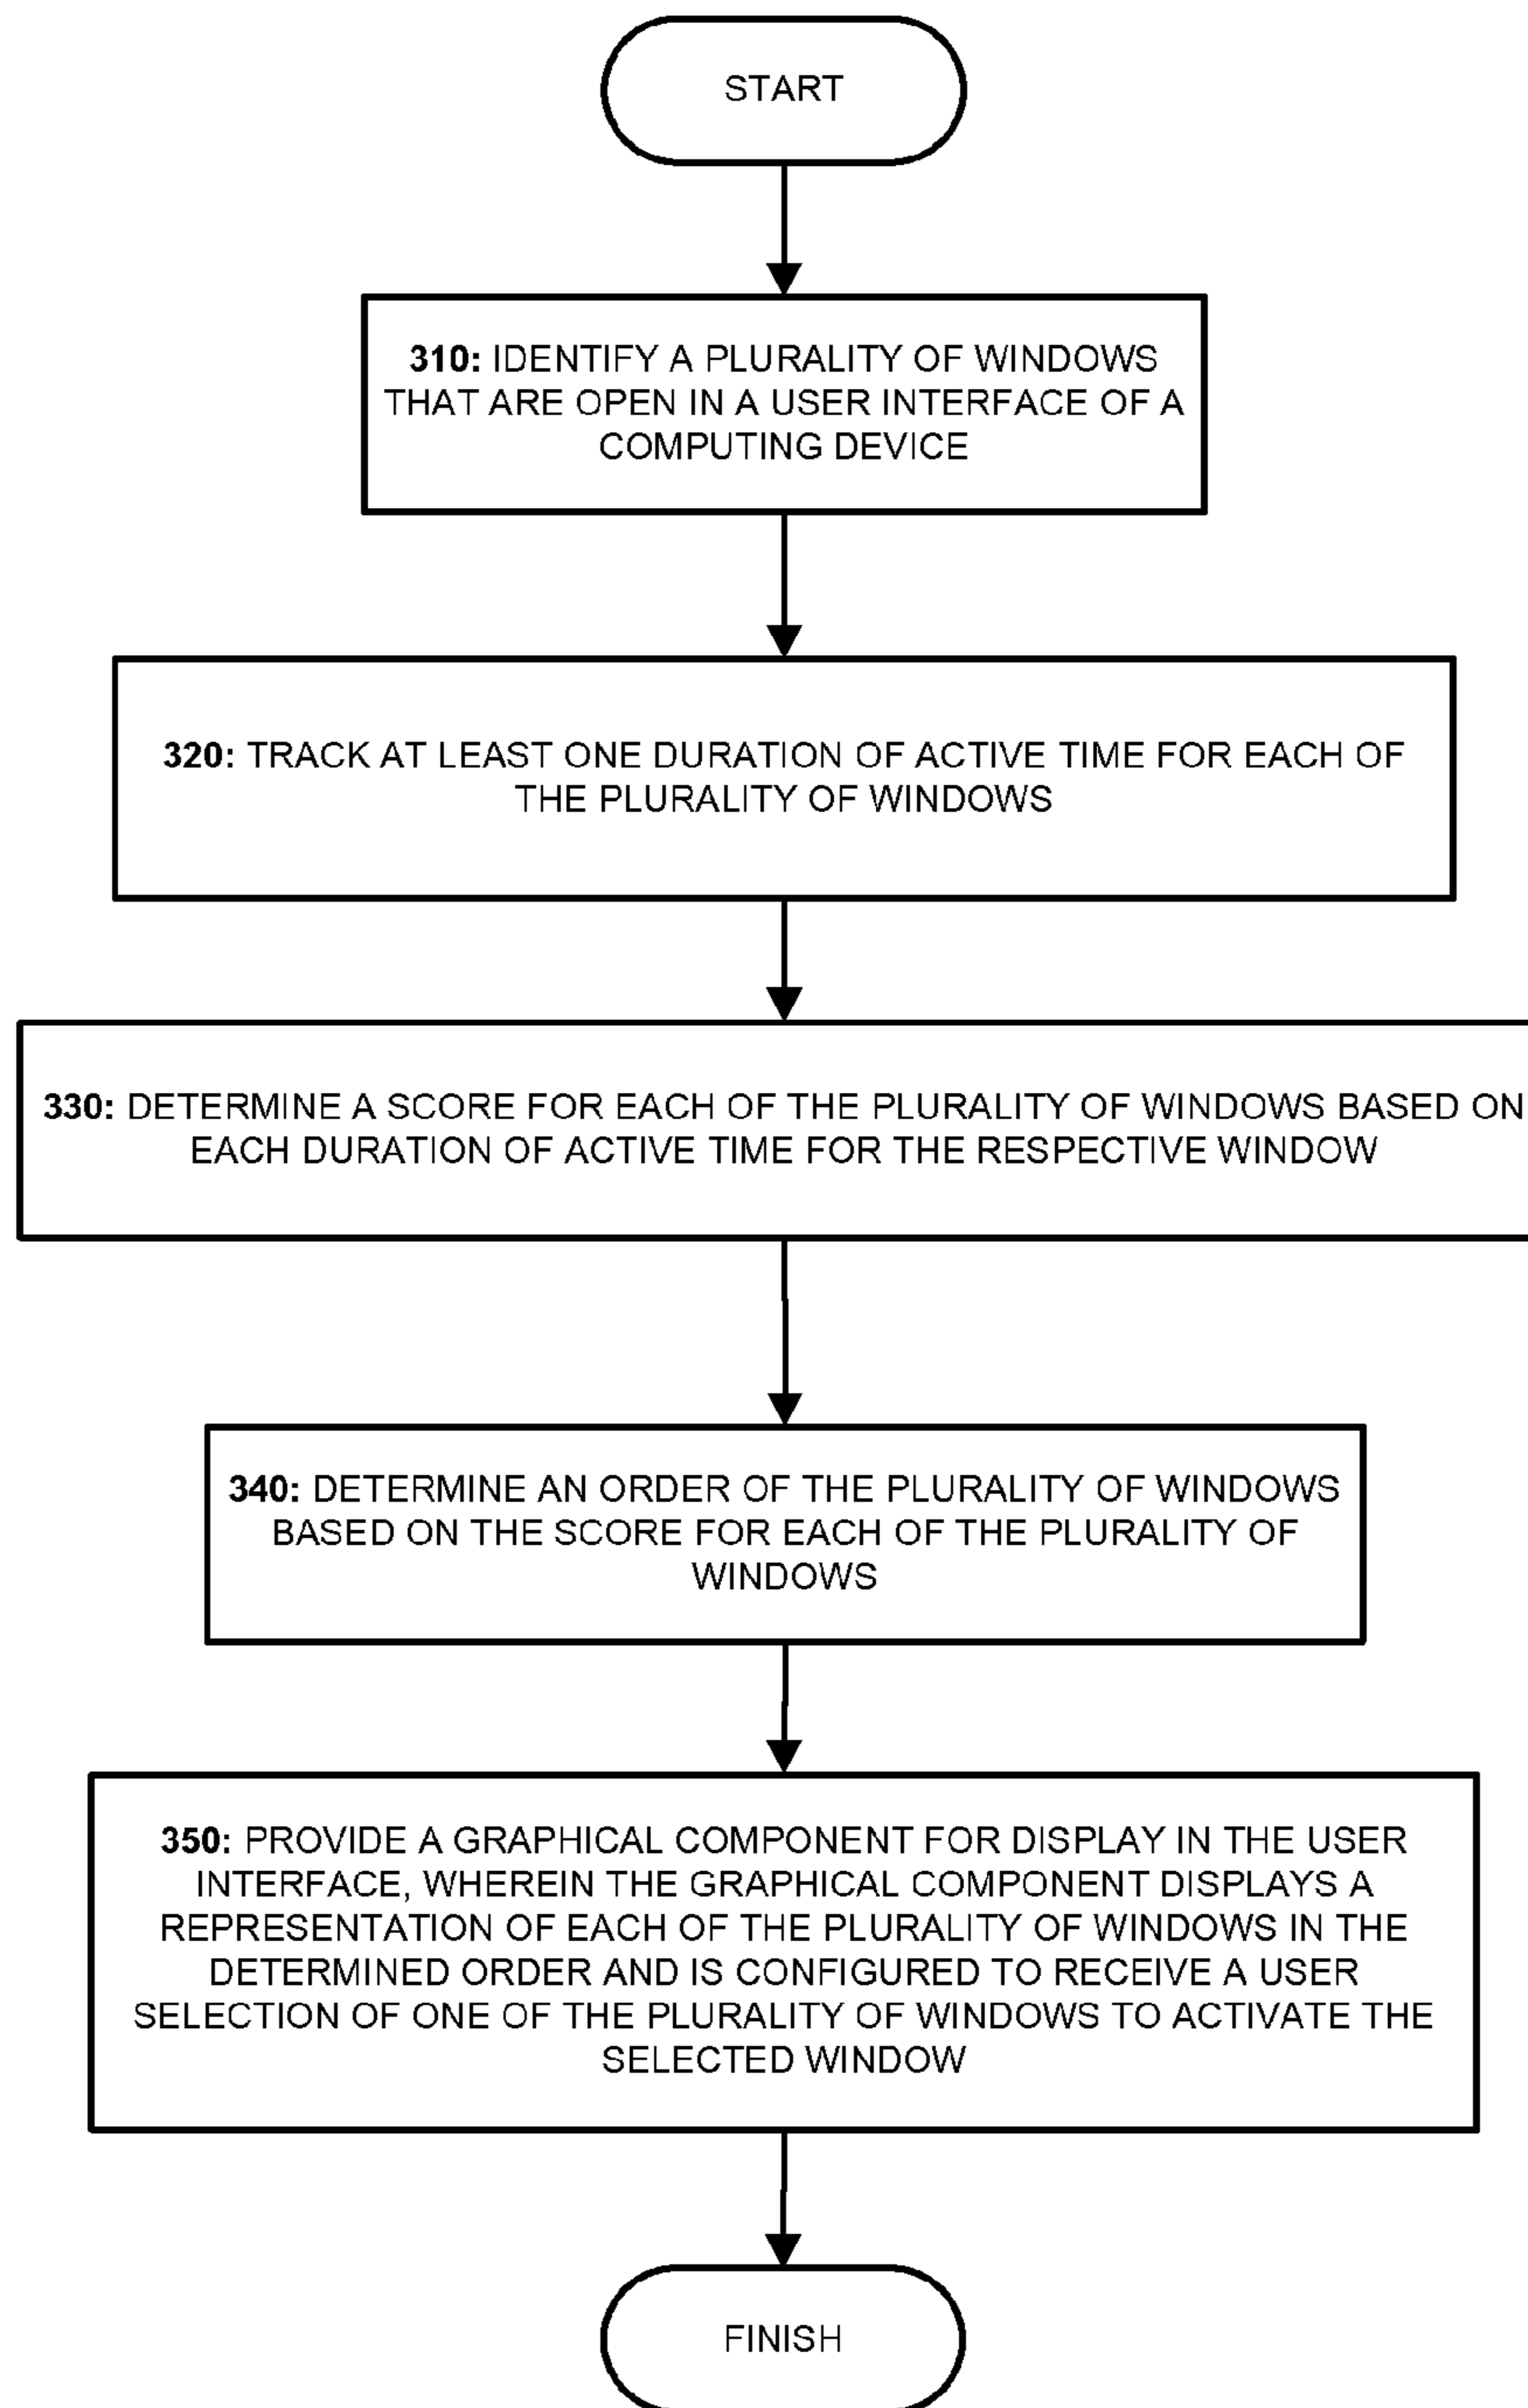 START
310: IDENTIFY A PLURALITY OF WINDOWS
THAT ARE OPEN IN A USER INTERFACE OF A
COMPUTING DEVICE
320: TRACK AT LEAST ONE DURATION OF ACTIVE TIME FOR EACH OF
THE PLURALITY OF WINDOWS
330: DETERMINE A SCORE FOR EACH OF THE PLURALITY OF WINDOWS BASED ON
EACH DURATION OF ACTIVE TIME FOR THE RESPECTIVE WINDOW
340: DETERMINE AN ORDER OF THE PLURALITY OF WINDOWS
BASED ON THE SCORE FOR EACH OF THE PLURALITY OF
WINDOWS
350: PROVIDE A GRAPHICAL COMPONENT FOR DISPLAY IN THE USER
INTERFACE, WHEREIN THE GRAPHICAL COMPONENT DISPLAYS A
REPRESENTATION OF EACH OF THE PLURALITY OF WINDOWS IN THE
DETERMINED ORDER AND IS CONFIGURED TO RECEIVE A USER
SELECTION OF ONE OF THE PLURALITY OF WINDOWS TO ACTIVATE THE
SELECTED WINDOW
FINISH